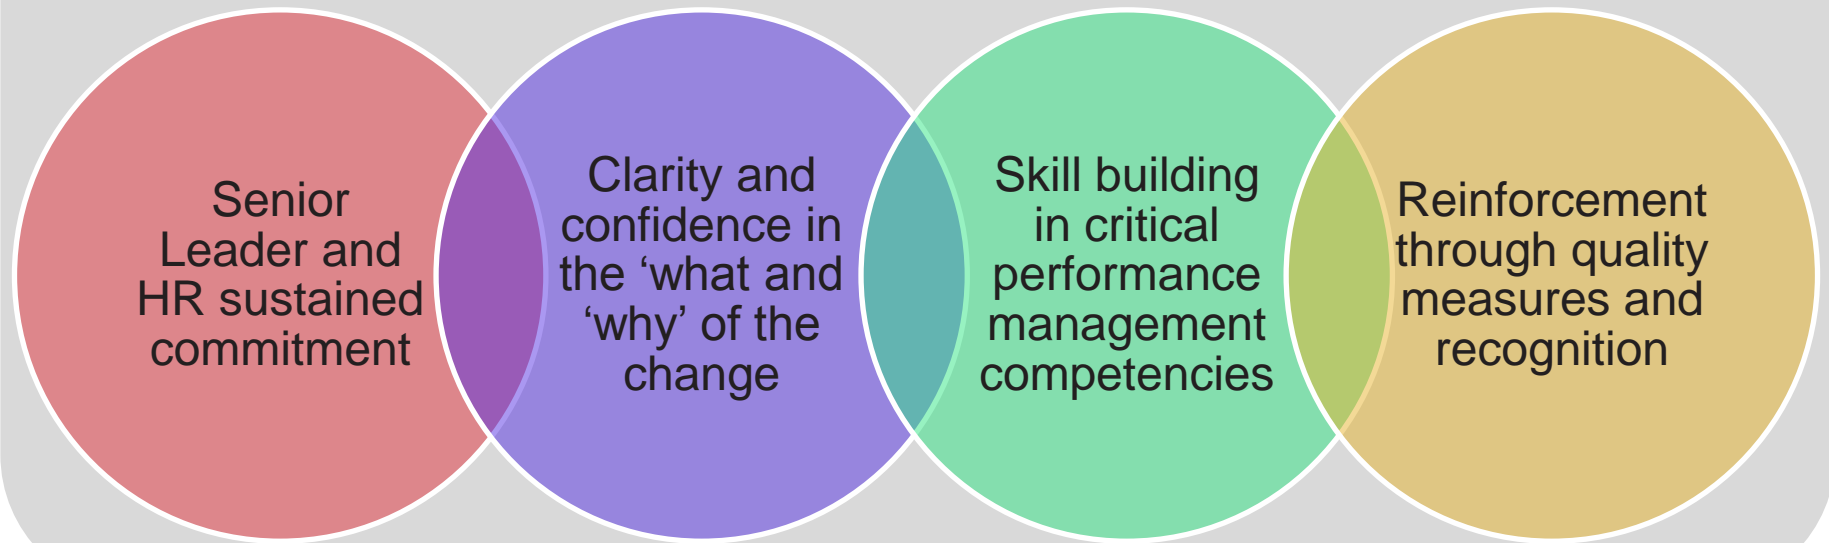 Senior
Leader and
HR sustained
commitment
Clarity and
confidence in
the ‘what and
‘why’ of the
change
Skill building
in critical
performance
management
competencies
Reinforcement
through quality
measures and
recognition